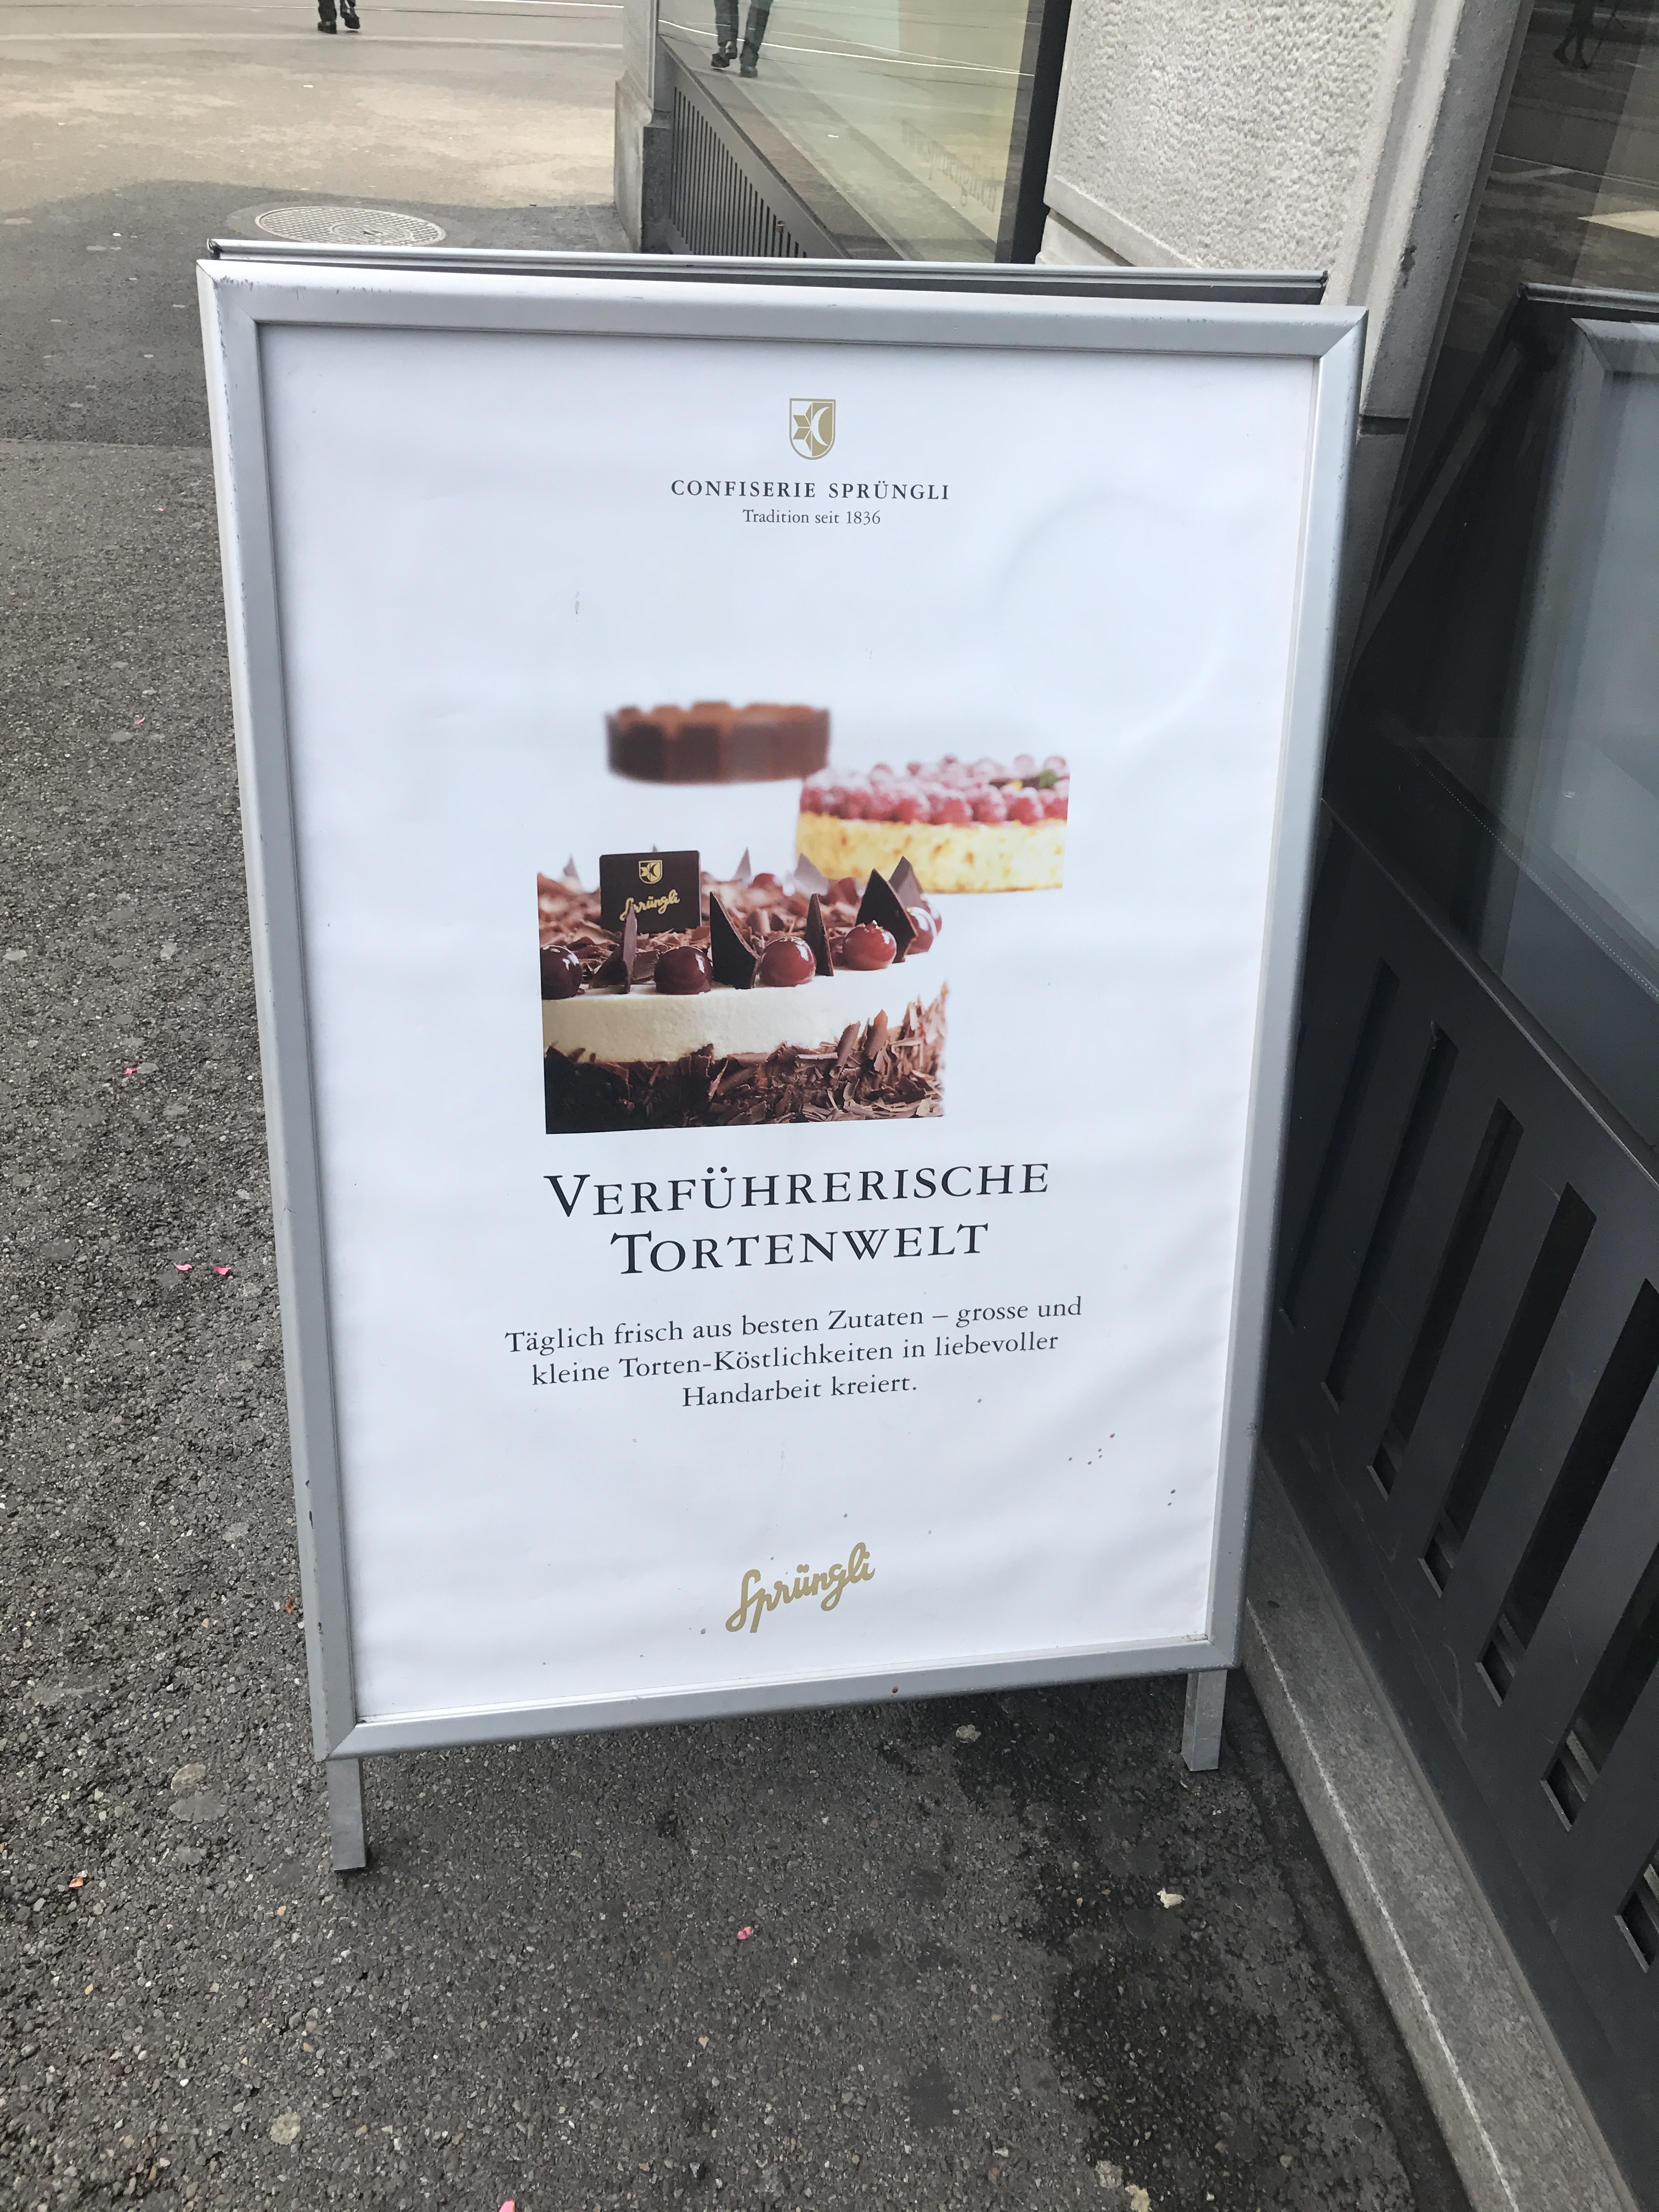 CONFISERIE SPRÜNGLI
Tradition seit 1836
Sprüngli
VERFÜHRERISCHE
TORTENWELT
Täglich frisch aus besten Zutaten – grosse und
kleine Torten-Köstlichkeiten in liebevoller
Handarbeit kreiert.
Sprüngli